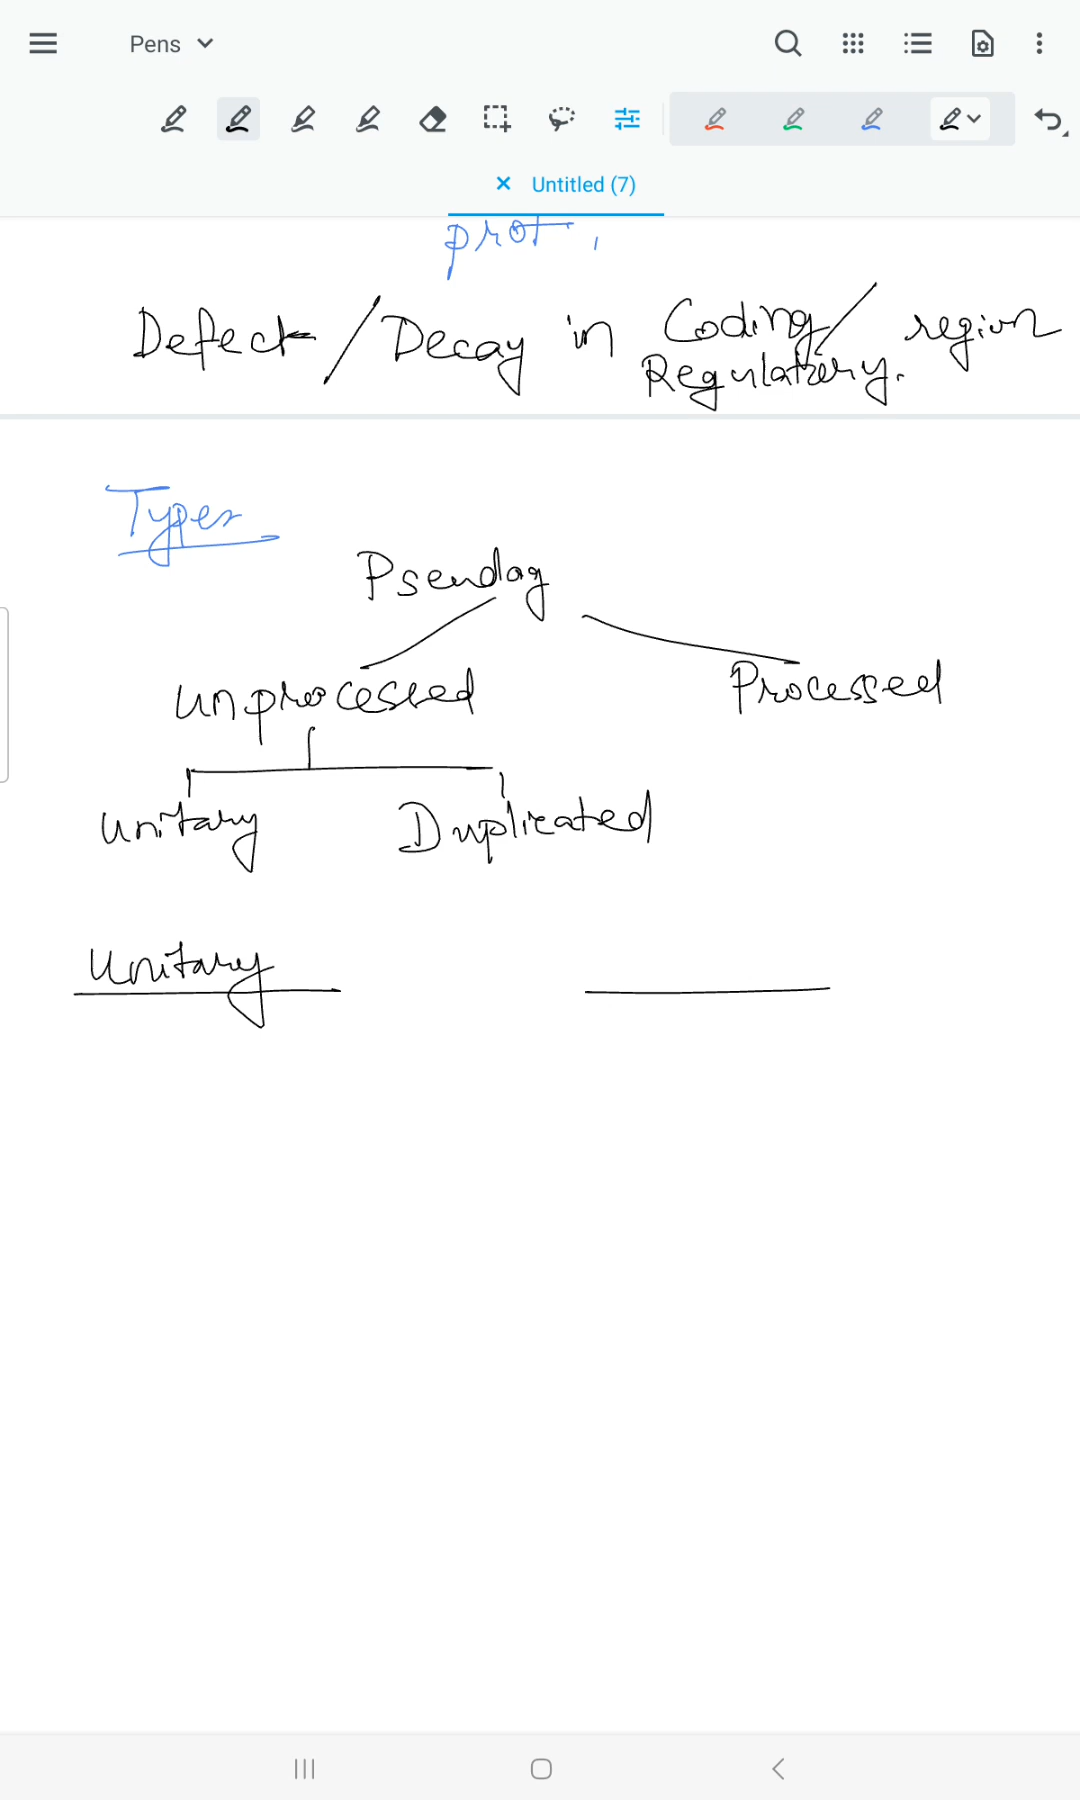 Pens
Untitled (7)
prot.
Defect/Decay in Coding/Regulatory. region
Types
Pseudog
unprocessed Processed
unitary Duplicated
Unitary